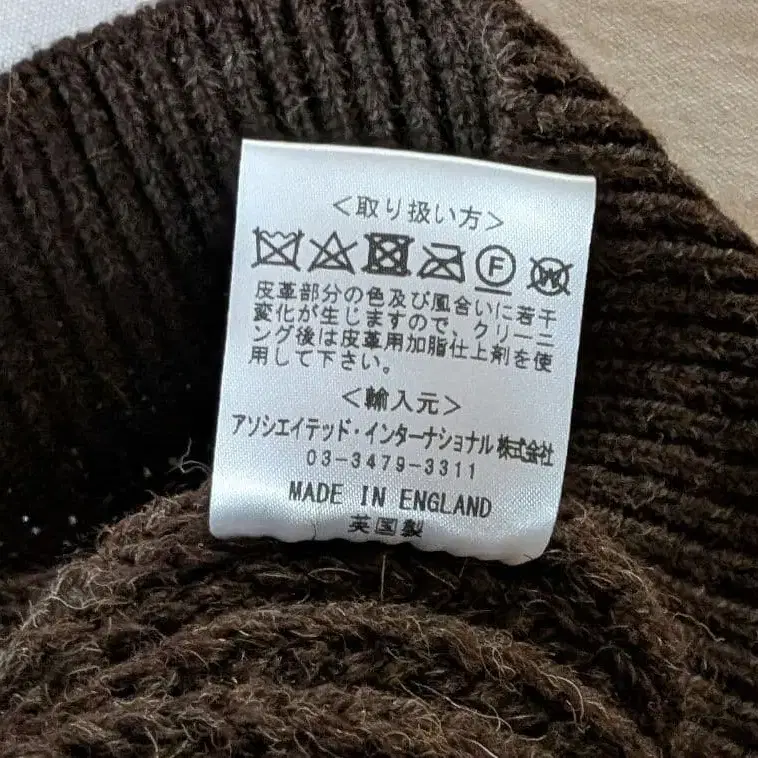 <取り扱い方>
F W
皮革部分の色及び風合いに若干
変化が生じますので、クリーニ
ング後は皮革用加脂仕上剤を使
用して下さい。
<輸入元>
アソシエイテッド・インターナショナル株式会社
03-3479-3311
MADE IN ENGLAND
英国製